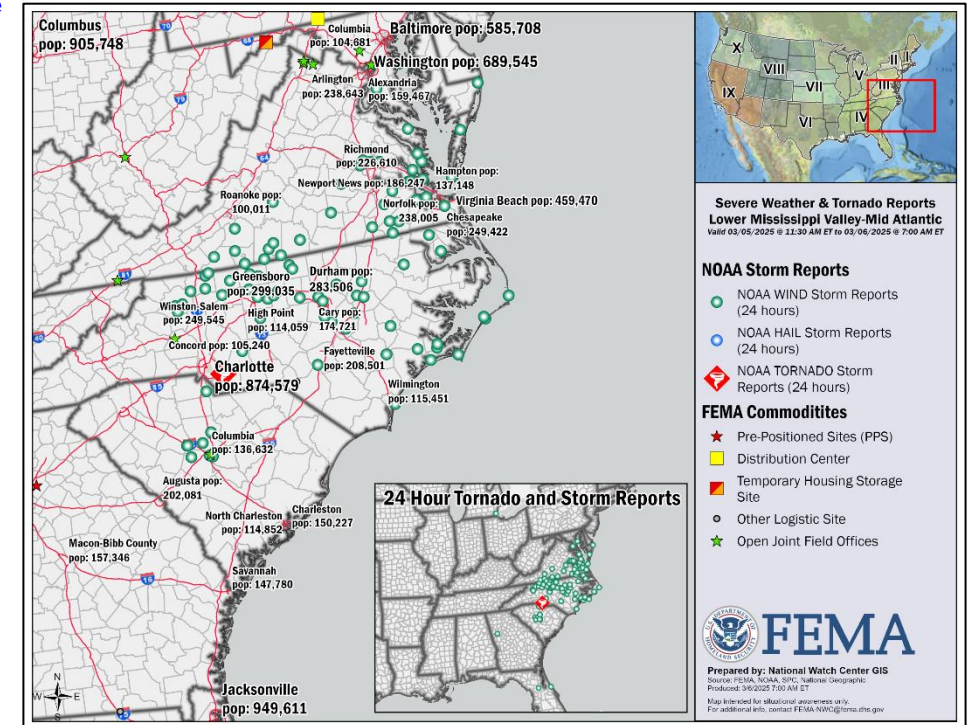 e
Columbus
pop: 905,748
Columbia
pop: 104,681
Baltimore pop: 585,708
Washington pop: 689,545
Arlington
pop: 238,643
Alexandria
pop: 159,467
Richmond
pop: 226,610
Hampton pop:
137,148
Newport News pop: 186,247
Roanoke pop:
100,011
Norfolk pop:
238,005
Virginia Beach pop: 459,470
Chesapeake
pop: 249,422
Greensboro
pop: 299,035
Durham pop:
283,506
Winston-Salem
pop: 249,545
High Point
pop: 114,059
Cary pop:
174,721
Concord pop: 105,240
Fayetteville
pop: 208,501
Charlotte
pop: 874,579
Wilmington
pop: 115,451
Columbia
pop: 136,632
Augusta pop:
202,081
North Charleston
pop: 114,852
Charleston
pop: 150,227
Macon-Bibb County
pop: 157,346
Savannah
pop: 147,780
Jacksonville
pop: 949,611
70
68
79
64
81
40
85
16
N
W E
S
24 Hour Tornado and Storm Reports
X
VIII
IX
VII
VI
V
IV
III
II
I
Severe Weather & Tornado Reports
Lower Mississippi Valley-Mid Atlantic
Valid 03/05/2025 @ 11:30 AM ET to 03/06/2025 @ 7:00 AM ET
NOAA Storm Reports
NOAA WIND Storm Reports
(24 hours)
NOAA HAIL Storm Reports
(24 hours)
NOAA TORNADO Storm
Reports (24 hours)
FEMA Commoditites
Pre-Positioned Sites (PPS)
Distribution Center
Temporary Housing Storage
Site
Other Logistic Site
Open Joint Field Offices
FEMA
Prepared by: National Watch Center GIS
Source: FEMA, NOAA, SPC, National Geographic
Produced: 3/6/2025 7:00 AM ET
Map intended for situational awareness only.
For additional info, contact FEMA-NWC@fema.dhs.gov